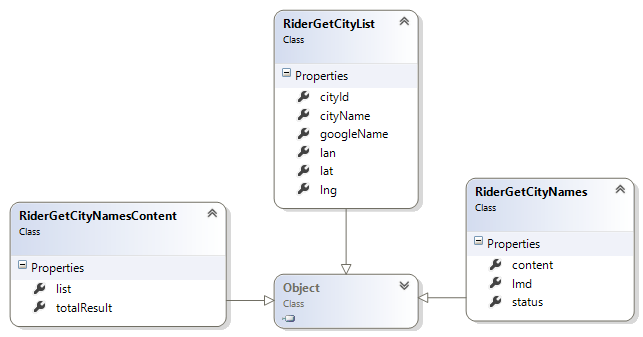 RiderGetCityList
Class
Properties
cityId
cityName
googleName
lan
lat
lng
RiderGetCityNamesContent
Class
Properties
list
totalResult
RiderGetCityNames
Class
Properties
content
lmd
status
Object
Class